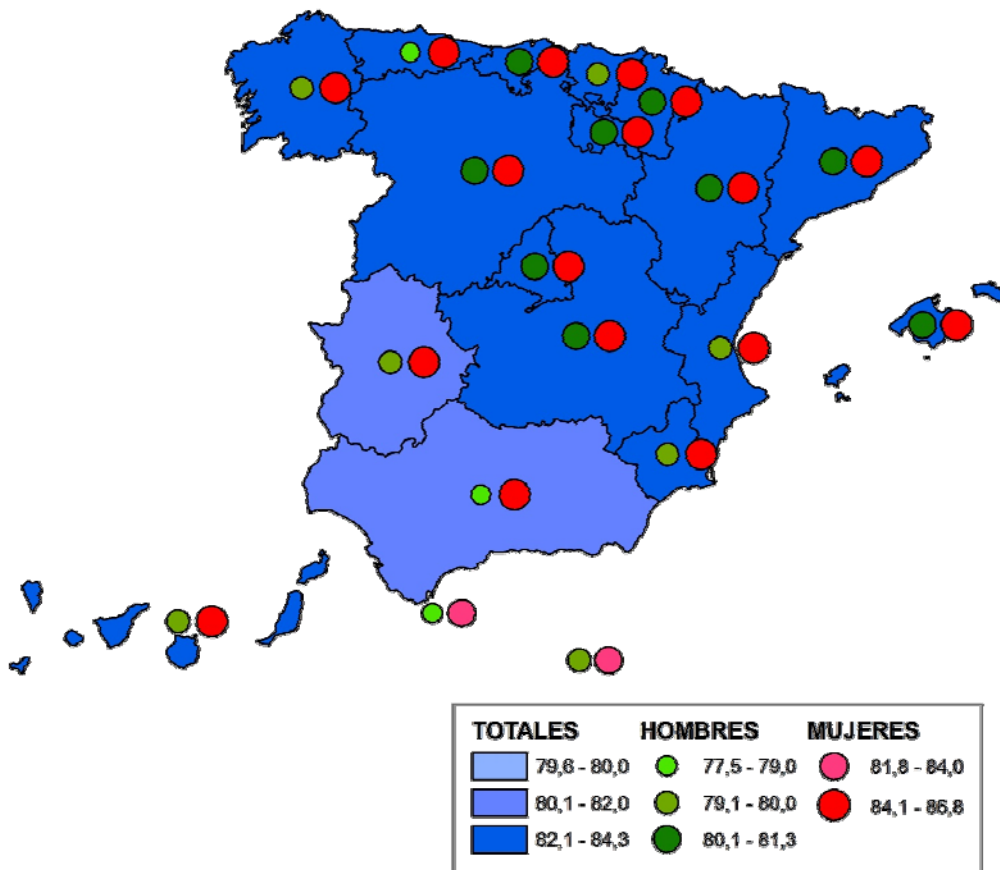 TOTALES HOMBRES MUJERES
79,6 - 80,0 77,5 - 79,0 81,8 - 84,0
80,1 - 82,0 79,1 - 80,0 84,1 - 86,8
82,1 - 84,3 80,1 - 81,3